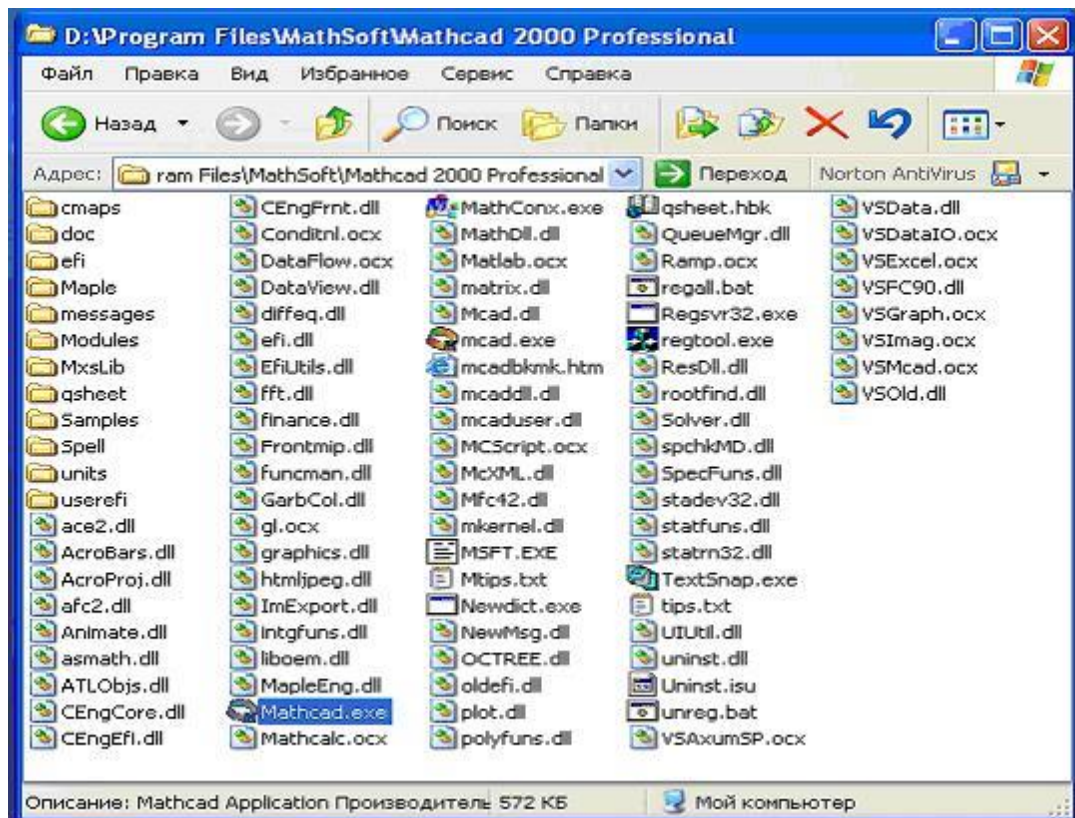 D:\Program Files\MathSoft\Mathcad 2000 Professional
Файл Правка Вид Избранное Сервис Справка
Назад Поиск Папки
Адрес: ram Files\MathSoft\Mathcad 2000 Professional Переход Norton AntiVirus
cmaps CEngFrnt.dll MathConx.exe qsheet.hbk VSData.dll
doc Conditnl.ocx MathDll.dll QueueMgr.dll VSDataIO.ocx
efi DataFlow.ocx Matlab.ocx Ramp.ocx VSExcel.ocx
Maple DataView.dll matrix.dll regall.bat VSFC90.dll
messages diffeq.dll Mcad.dll Regsvr32.exe VSGraph.ocx
Modules efi.dll mcad.exe regtool.exe VSImag.ocx
MxsLib EfiUtils.dll mcadbkmk.htm ResDll.dll VSMcad.ocx
qsheet fft.dll mcaddll.dll rootfind.dll VSOld.dll
Samples finance.dll mcaduser.dll Solver.dll
Spell Frontmip.dll MCScript.ocx spchkMD.dll
units funcman.dll McXML.dll SpecFuns.dll
userefi GarbCol.dll Mfc42.dll stadev32.dll
ace2.dll gl.ocx mkernel.dll statfuns.dll
AcroBars.dll graphics.dll MSFT.EXE statrn32.dll
AcroProj.dll htmljpeg.dll Mtips.txt TextSnap.exe
afc2.dll ImExport.dll Newdict.exe tips.txt
Animate.dll intgfuns.dll NewMsg.dll UIUtil.dll
asmath.dll liboem.dll OCTREE.dll uninst.dll
ATLObjs.dll MapleEng.dll oldefi.dll Uninst.isu
CEngCore.dll Mathcad.exe plot.dll unreg.bat
CEngEfi.dll Mathcalc.ocx polyfuns.dll VSAxumSP.ocx
Описание: Mathcad Application Производитель 572 КБ Мой компьютер